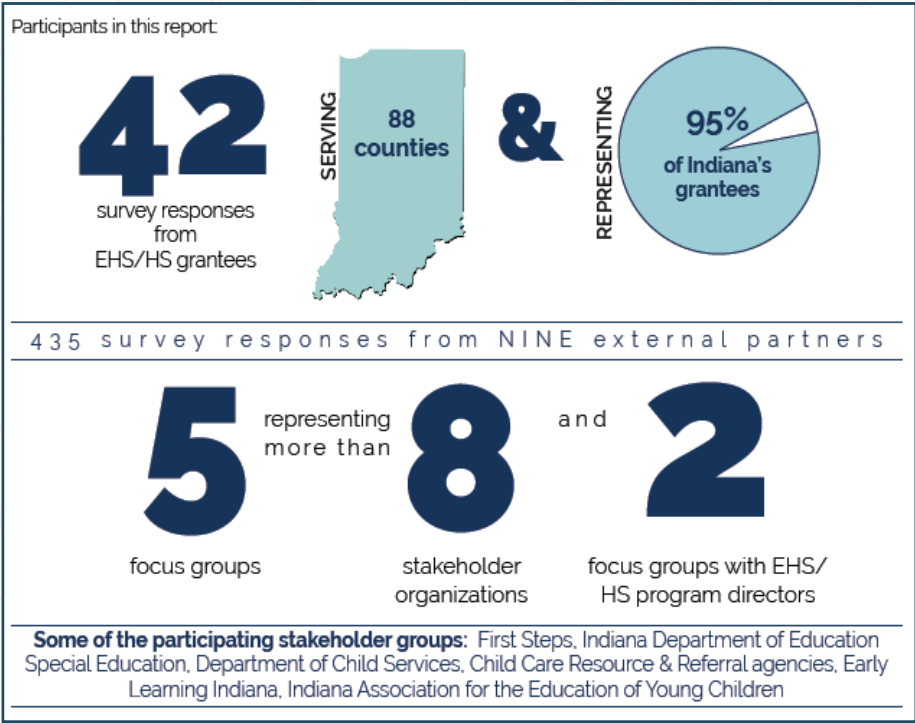 Participants in this report:
42
survey responses
from
EHS/HS grantees
SERVING
88
counties
&
REPRESENTING
95%
of Indiana's
grantees
435 survey responses from NINE external partners
5
focus groups
representing
more than
8
stakeholder
organizations
and
2
focus groups with EHS/
HS program directors
Some of the participating stakeholder groups: First Steps, Indiana Department of Education
Special Education, Department of Child Services, Child Care Resource & Referral agencies, Early
Learning Indiana, Indiana Association for the Education of Young Children